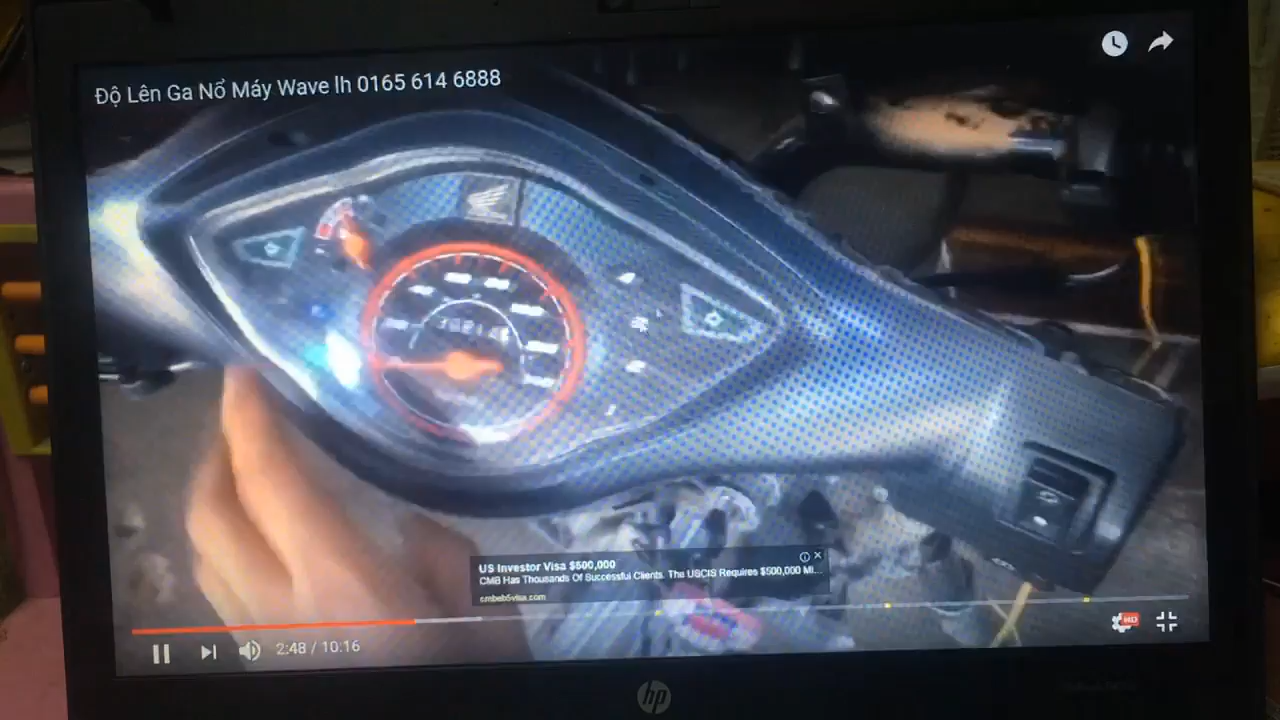 Độ Lên Ga Nổ Máy Wave lh 0165 614 6888
US Investor Visa $500,000
CMB Has Thousands Of Successful Clients. The USCIS Requires $500,000 Mi...
cmbeb5visa.com
HD
2:48 / 10:16
hp